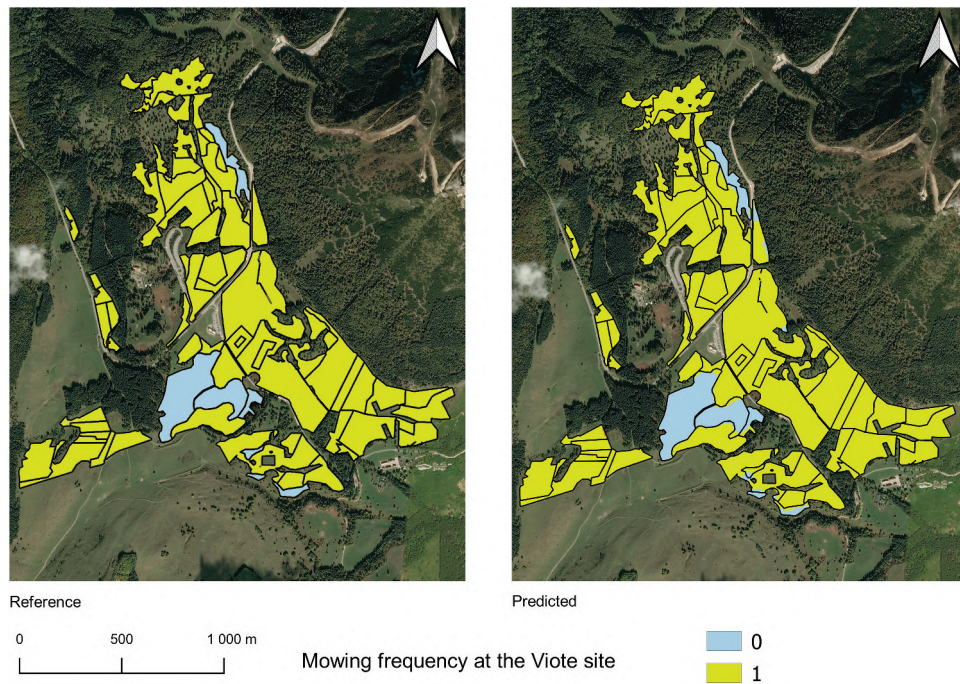 Reference
Predicted
0 500 1 000 m
Mowing frequency at the Viote site
0
1